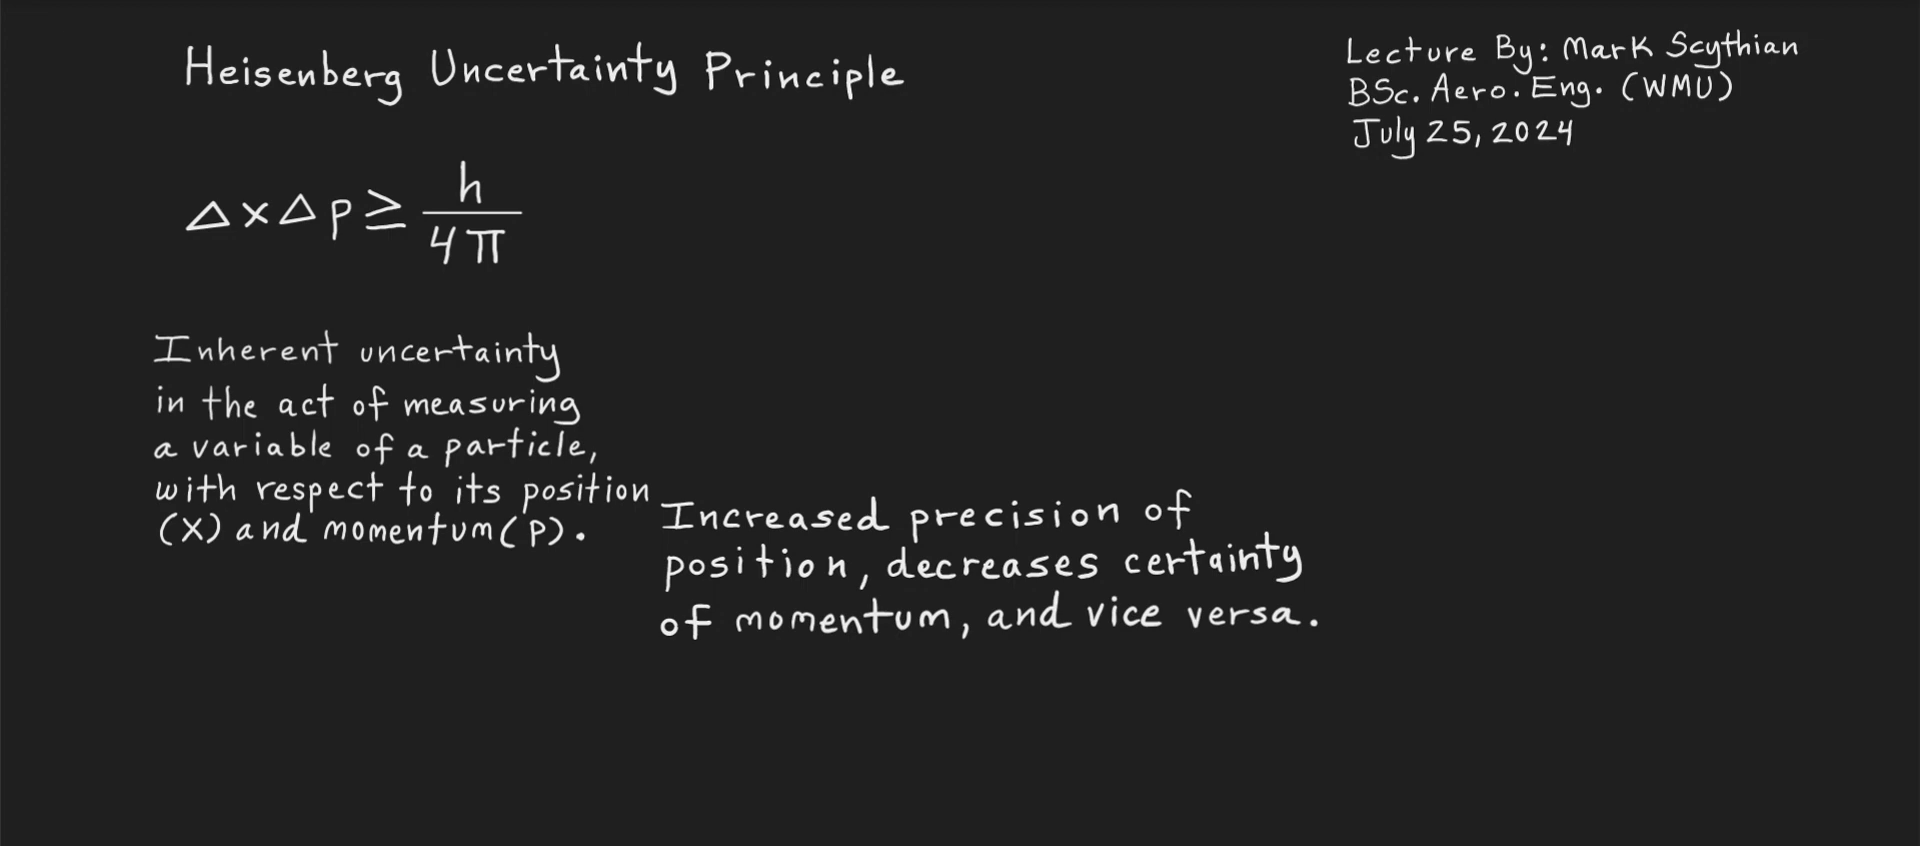 Heisenberg Uncertainty Principle
Lecture By: Mark Scythian
BSc. Aero. Eng. (WMU)
July 25, 2024
Δx Δp ≥ h
4π
Inherent uncertainty
in the act of measuring
a variable of a particle,
with respect to its position
(x) and momentum (p).
Increased precision of
position, decreases certainty
of momentum, and vice versa.